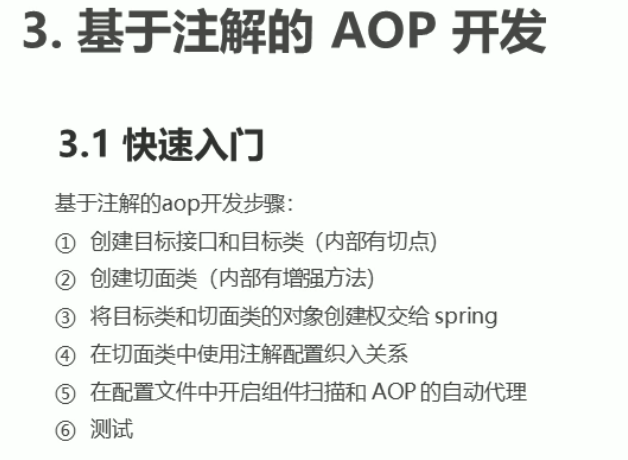 3. 基于注解的 AOP 开发
3.1 快速入门
基于注解的aop开发步骤：
① 创建目标接口和目标类（内部有切点）
② 创建切面类（内部有增强方法）
③ 将目标类和切面类的对象创建权交给 spring
④ 在切面类中使用注解配置织入关系
⑤ 在配置文件中开启组件扫描和 AOP 的自动代理
⑥ 测试